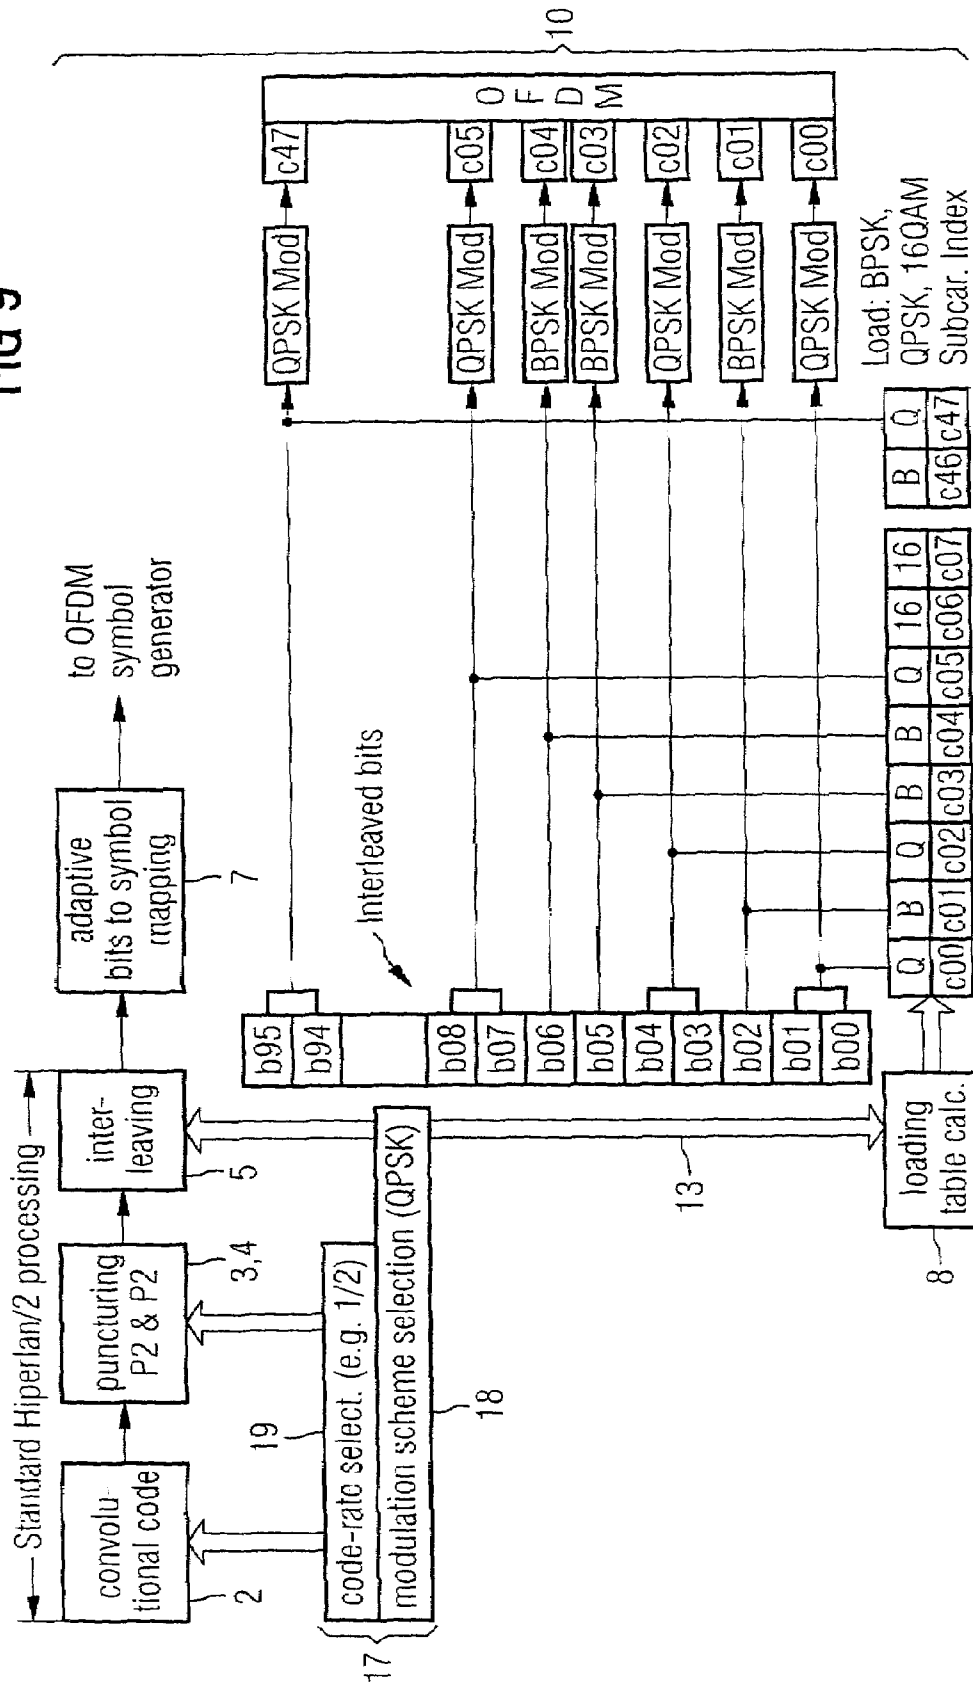 FIG 9
Standard Hiperlan/2 processing
convolu-
tional code
2
puncturing
P2 & P2
3,4
inter-
leaving
5
adaptive
bits to symbol
mapping
7
to OFDM
symbol
generator
17
code-rate select. (e.g. 1/2)
19
modulation scheme selection (QPSK)
18
13
Interleaved bits
b95
b94
b08
b07
b06
b05
b04
b03
b02
b01
b00
QPSK Mod
c47
QPSK Mod
c05
BPSK Mod
c04
BPSK Mod
c03
QPSK Mod
c02
BPSK Mod
c01
QPSK Mod
c00
OFDM
10
8
loading
table calc.
Q B Q B B Q 16 16 B Q
c00 c01 c02 c03 c04 c05 c06 c07 c46 c47
Load: BPSK,
QPSK, 16QAM
Subcar. Index